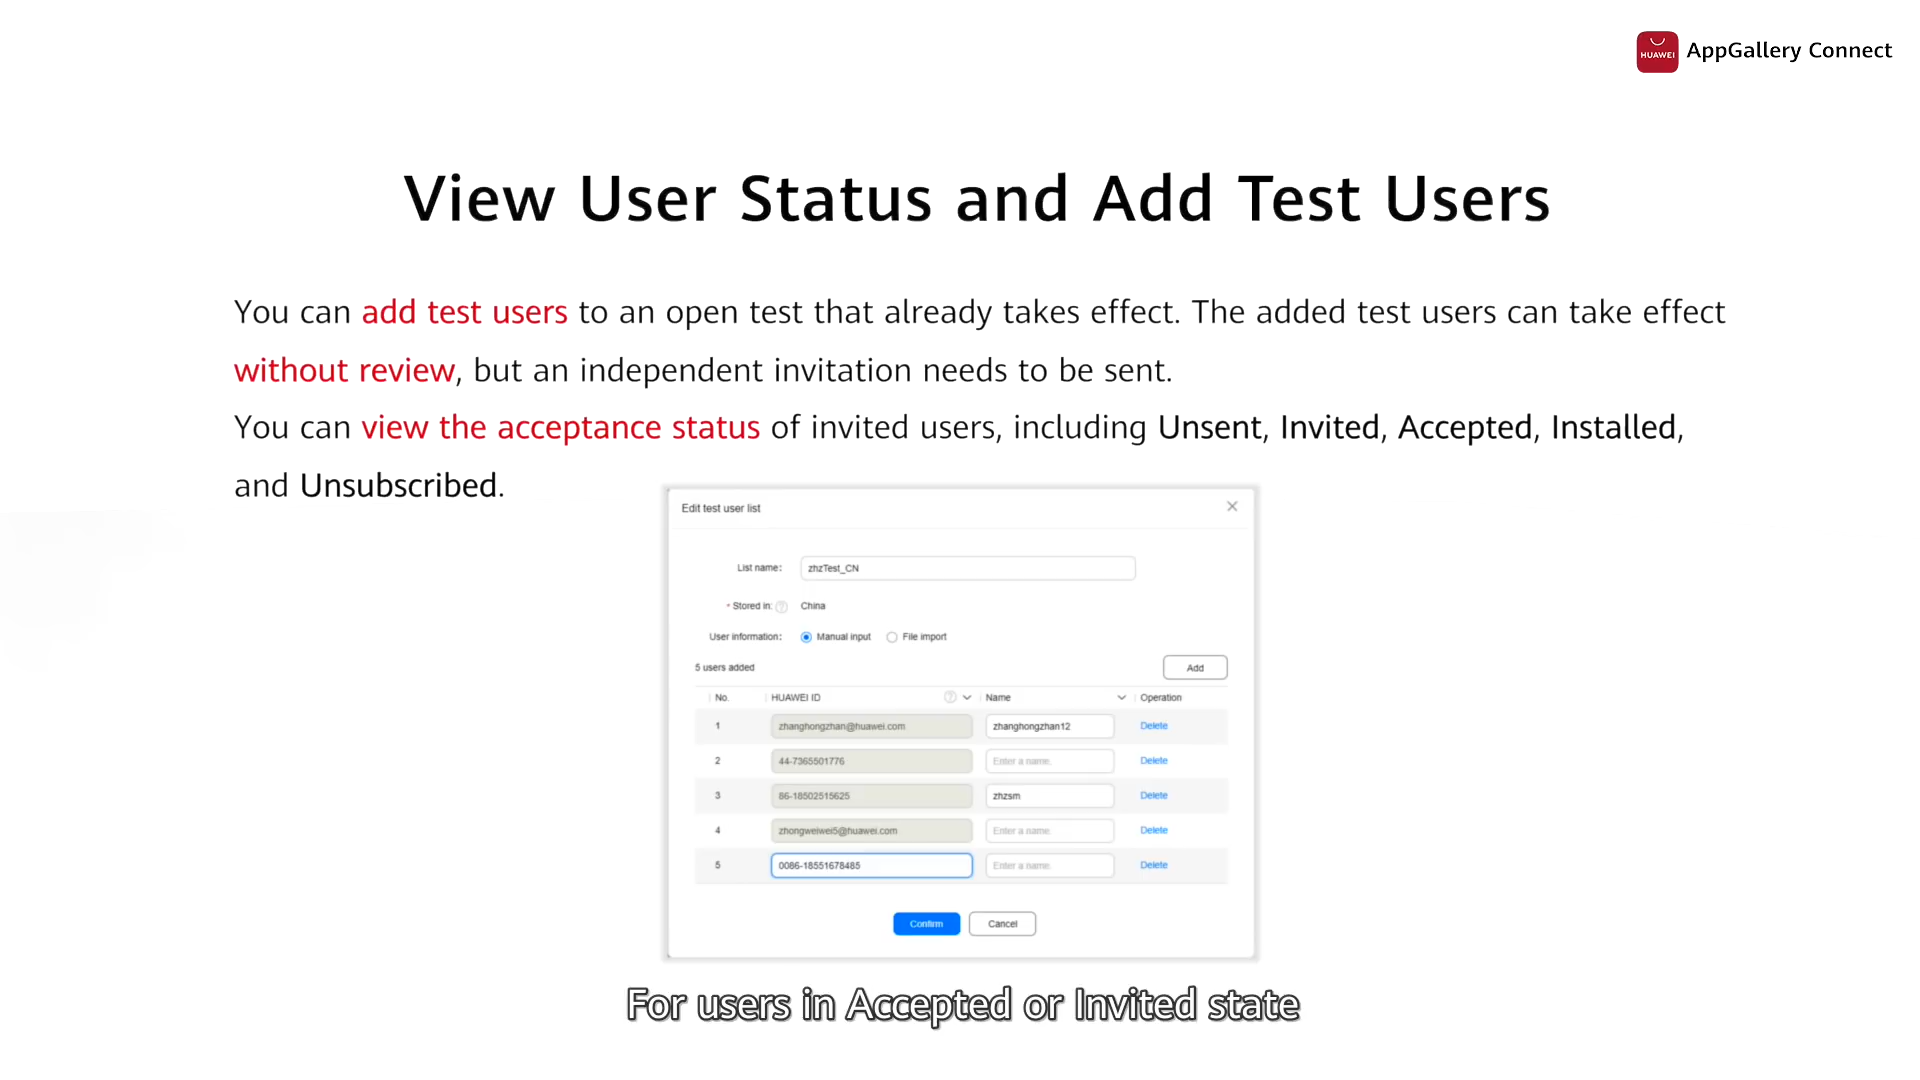 HUAWEI
AppGallery Connect
View User Status and Add Test Users
You can add test users to an open test that already takes effect. The added test users can take effect
without review, but an independent invitation needs to be sent.
You can view the acceptance status of invited users, including Unsent, Invited, Accepted, Installed,
and Unsubscribed.
Edit test user list
List name: zhzTest_CN
* Stored in: ? China
User information: Manual input File import
5 users added Add
No. HUAWEI ID ? Name Operation
1 zhanghongzhan@huawei.com zhanghongzhan12 Delete
2 44-7365501776 Enter a name. Delete
3 86-18502515625 zhzsm Delete
4 zhongweiwei5@huawei.com Enter a name. Delete
5 0086-18551678485 Enter a name. Delete
Confirm Cancel
For users in Accepted or Invited state